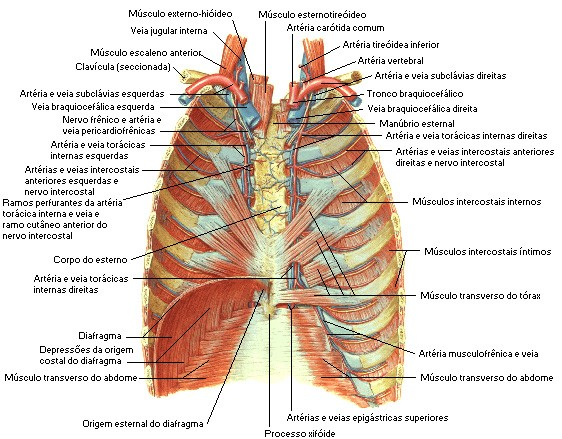 Músculo externo-hióideo
Veia jugular interna
Músculo escaleno anterior
Clavícula (seccionada)
Artéria e veia subclávias esquerdas
Veia braquiocefálica esquerda
Nervo frênico e artéria e
veia pericardiofrênicas
Artéria e veia torácicas
internas esquerdas
Artérias e veias intercostais
anteriores esquerdas e
nervo intercostal
Ramos perfurantes da artéria
torácica interna e veia e
ramo cutâneo anterior do
nervo intercostal
Corpo do esterno
Artéria e veia torácicas
internas direitas
Diafragma
Depressões da origem
costal do diafragma
Músculo transverso do abdome
Origem esternal do diafragma
Músculo esternotireóideo
Artéria carótida comum
Artéria tireóidea inferior
Artéria vertebral
Artéria e veia subclávias direitas
Tronco braquiocefálico
Veia braquiocefálica direita
Manúbrio esternal
Artéria e veia torácicas internas direitas
Artérias e veias intercostais anteriores
direitas e nervo intercostal
Músculos intercostais internos
Músculos intercostais íntimos
Músculo transverso do tórax
Artéria musculofrênica e veia
Músculo transverso do abdome
Artérias e veias epigástricas superiores
Processo xifóide